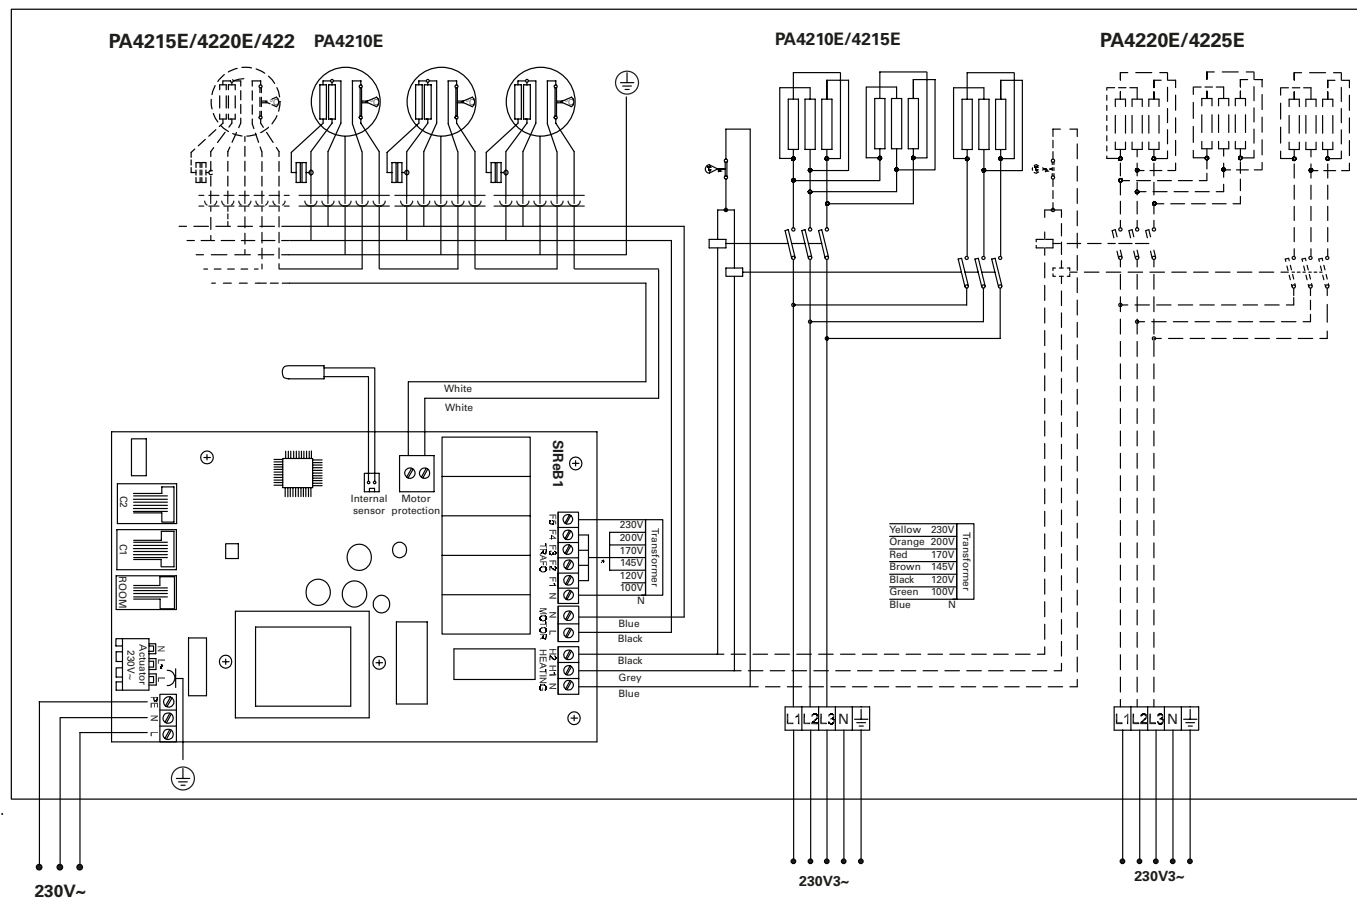 PA4215E/4220E/422 PA4210E
PA4210E/4215E
PA4220E/4225E
White
White
SIReB1
Internal
sensor
Motor
protection
C2
C1
ROOM
F5
F4
F3
F2
F1
N
TRAFO
230V
200V
170V
145V
120V
100V
N
Transformer
*
N
L
MOTOR
Blue
Black
H2
H1
N
HEATING
Black
Grey
Blue
Actuator
230V~
N
L*
L
PE
N
L
Yellow 230V
Orange 200V
Red 170V
Brown 145V
Black 120V
Green 100V
Blue N
Transformer
L1 L2 L3 N
L1 L2 L3 N
230V~
230V3~
230V3~